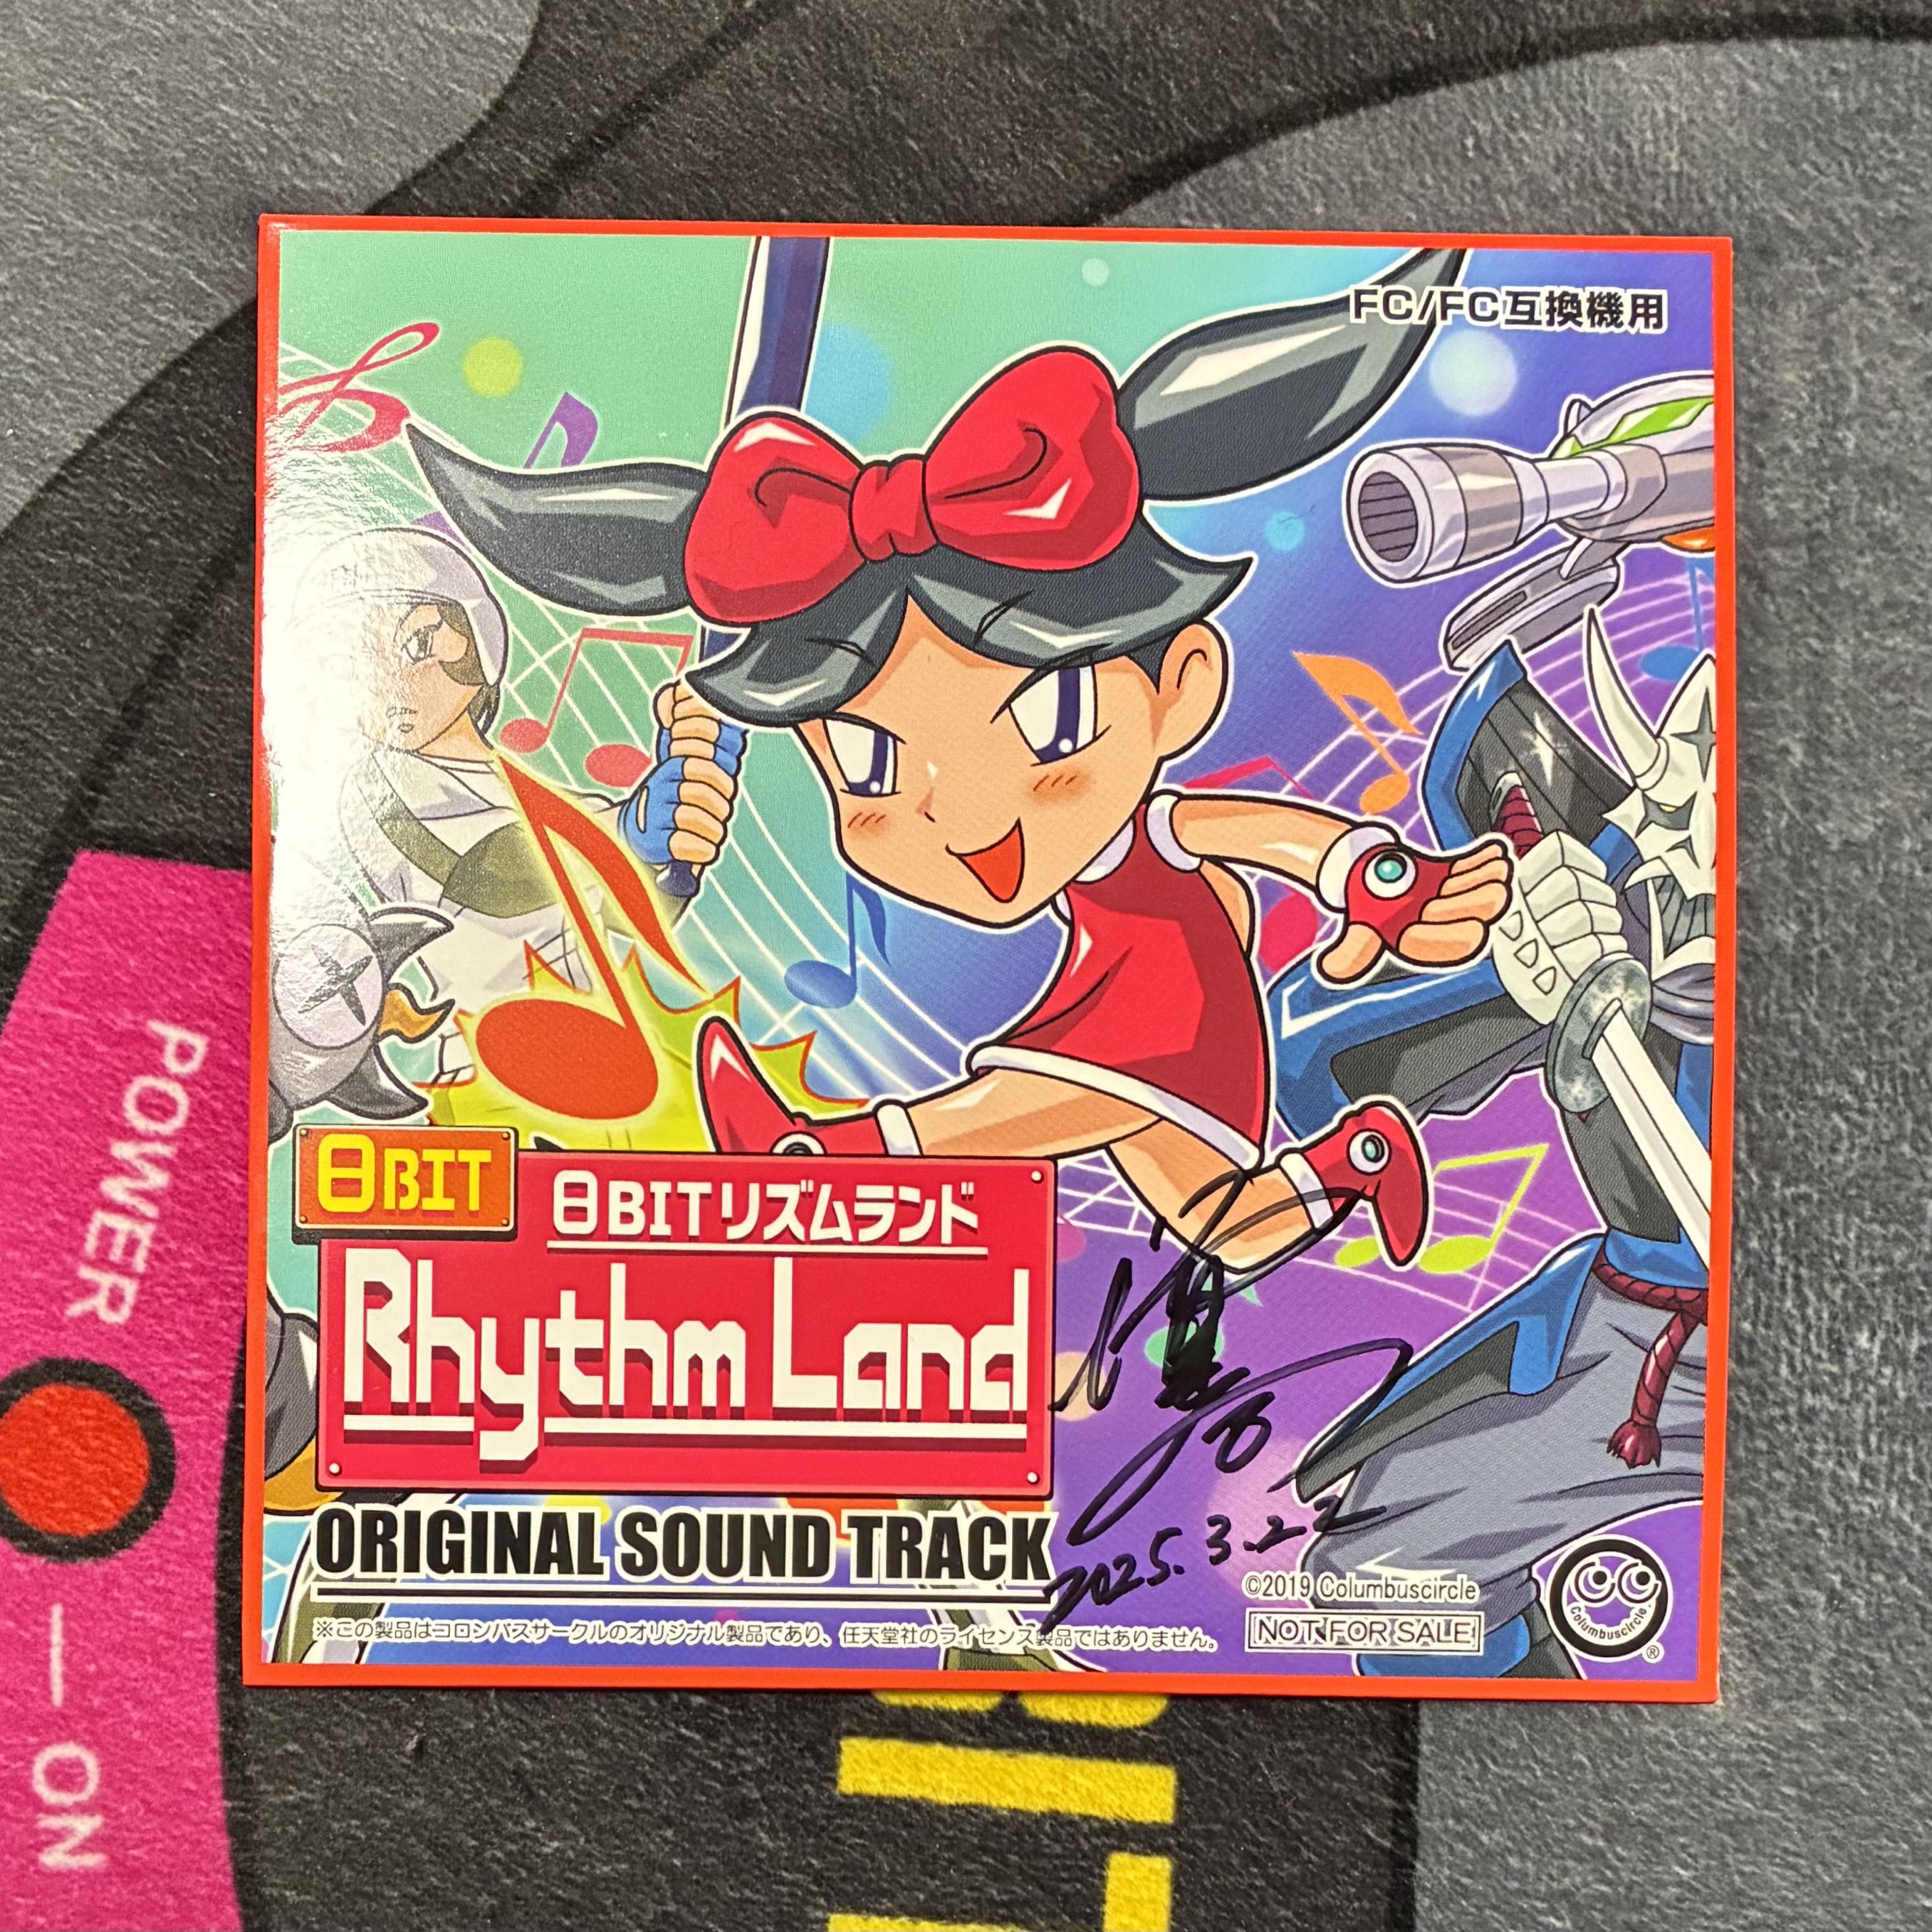 FC/FC互換機用
8BIT
8BITリズムランド
Rhythm Land
ORIGINAL SOUND TRACK
2025.3.22
※この製品はコロンバスサークルのオリジナル製品であり、任天堂社のライセンス製品ではありません。
©2019 Columbuscircle
NOT FOR SALE
Columbuscircle.
®
POWER
—ON